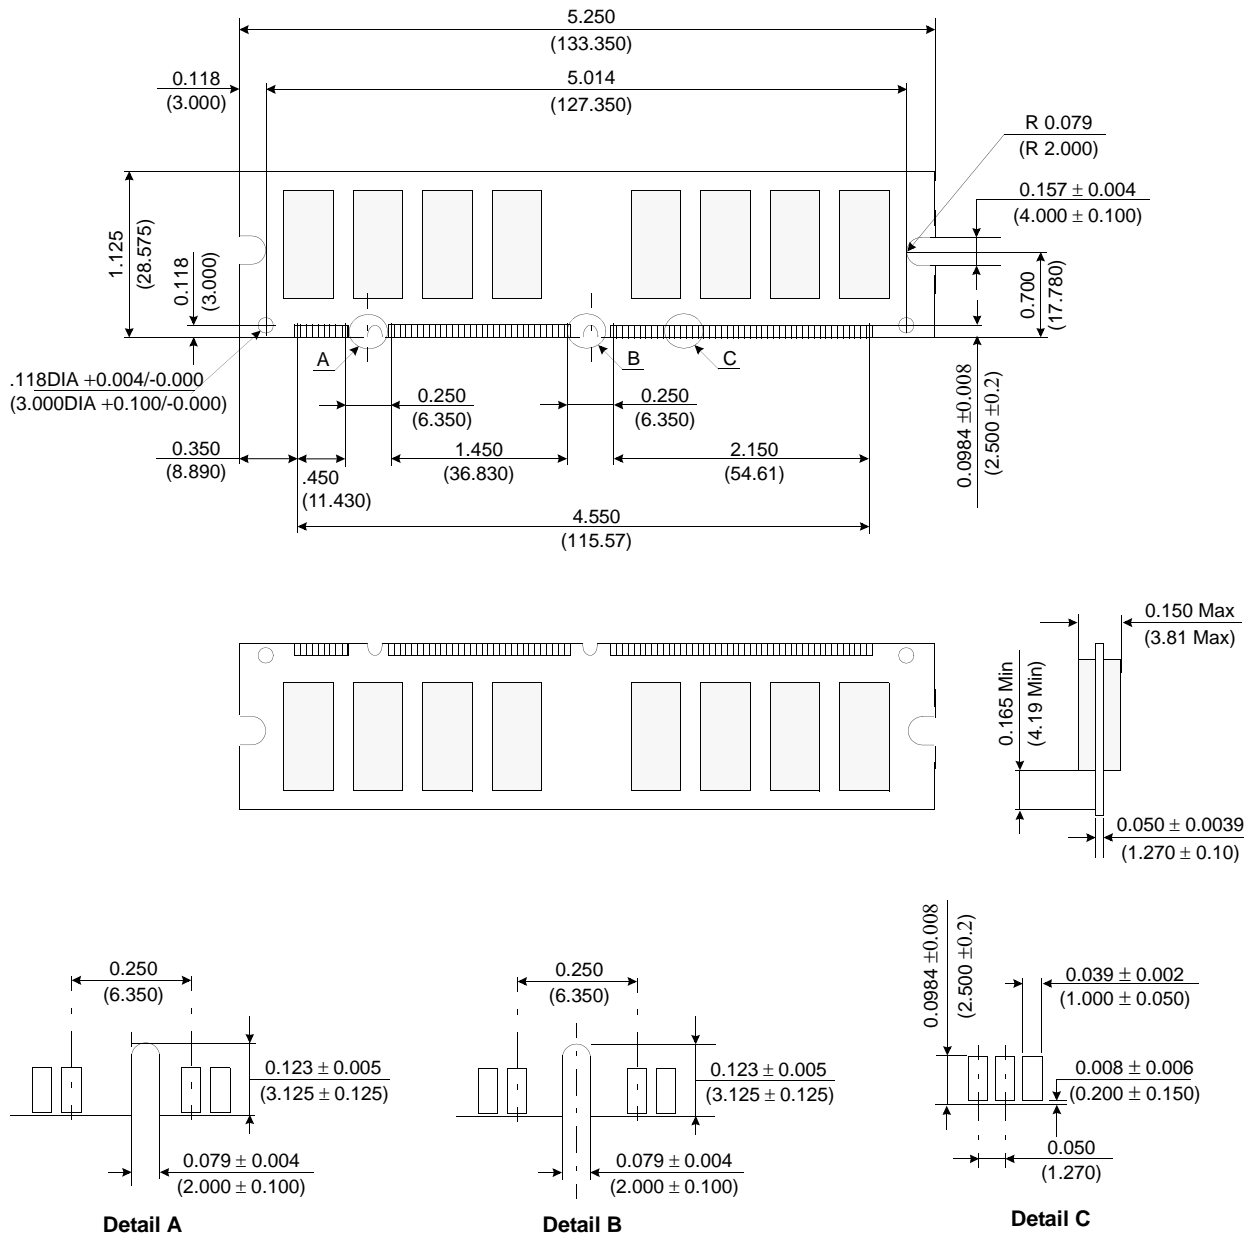 5.250
(133.350)
0.118
(3.000)
5.014
(127.350)
R 0.079
(R 2.000)
0.157 ± 0.004
(4.000 ± 0.100)
1.125
(28.575)
0.118
(3.000)
0.700
(17.780)
A
B
C
.118DIA +0.004/-0.000
(3.000DIA +0.100/-0.000)
0.250
(6.350)
0.250
(6.350)
0.0984 ±0.008
(2.500 ±0.2)
0.350
(8.890)
.450
(11.430)
1.450
(36.830)
2.150
(54.61)
4.550
(115.57)
0.150 Max
(3.81 Max)
0.165 Min
(4.19 Min)
0.050 ± 0.0039
(1.270 ± 0.10)
0.250
(6.350)
0.123 ± 0.005
(3.125 ± 0.125)
0.079 ± 0.004
(2.000 ± 0.100)
Detail A
0.250
(6.350)
0.123 ± 0.005
(3.125 ± 0.125)
0.079 ± 0.004
(2.000 ± 0.100)
Detail B
0.0984 ±0.008
(2.500 ±0.2)
0.039 ± 0.002
(1.000 ± 0.050)
0.008 ± 0.006
(0.200 ± 0.150)
0.050
(1.270)
Detail C